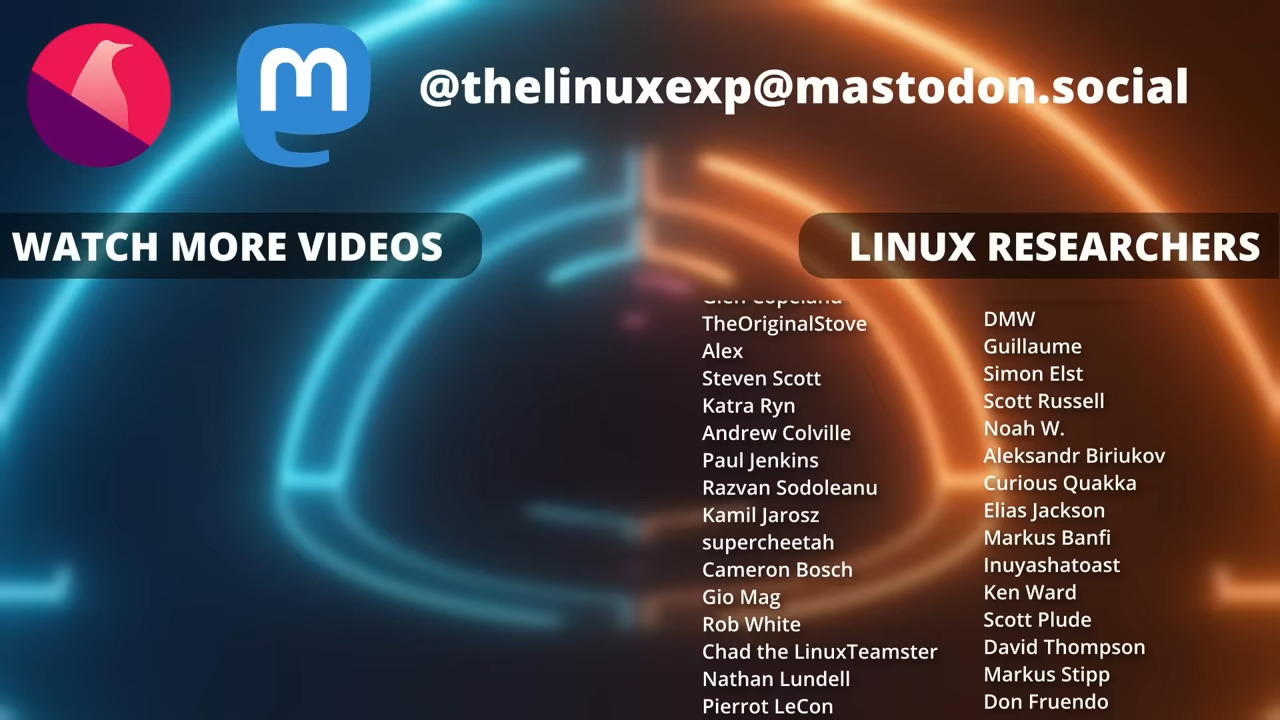 @thelinuxexp@mastodon.social
WATCH MORE VIDEOS
LINUX RESEARCHERS
Glen Copeland
TheOriginalStove
Alex
Steven Scott
Katra Ryn
Andrew Colville
Paul Jenkins
Razvan Sodoleanu
Kamil Jarosz
supercheetah
Cameron Bosch
Gio Mag
Rob White
Chad the LinuxTeamster
Nathan Lundell
Pierrot LeCon
DMW
Guillaume
Simon Elst
Scott Russell
Noah W.
Aleksandr Biriukov
Curious Quakka
Elias Jackson
Markus Banfi
Inuyashatoast
Ken Ward
Scott Plude
David Thompson
Markus Stipp
Don Fruendo